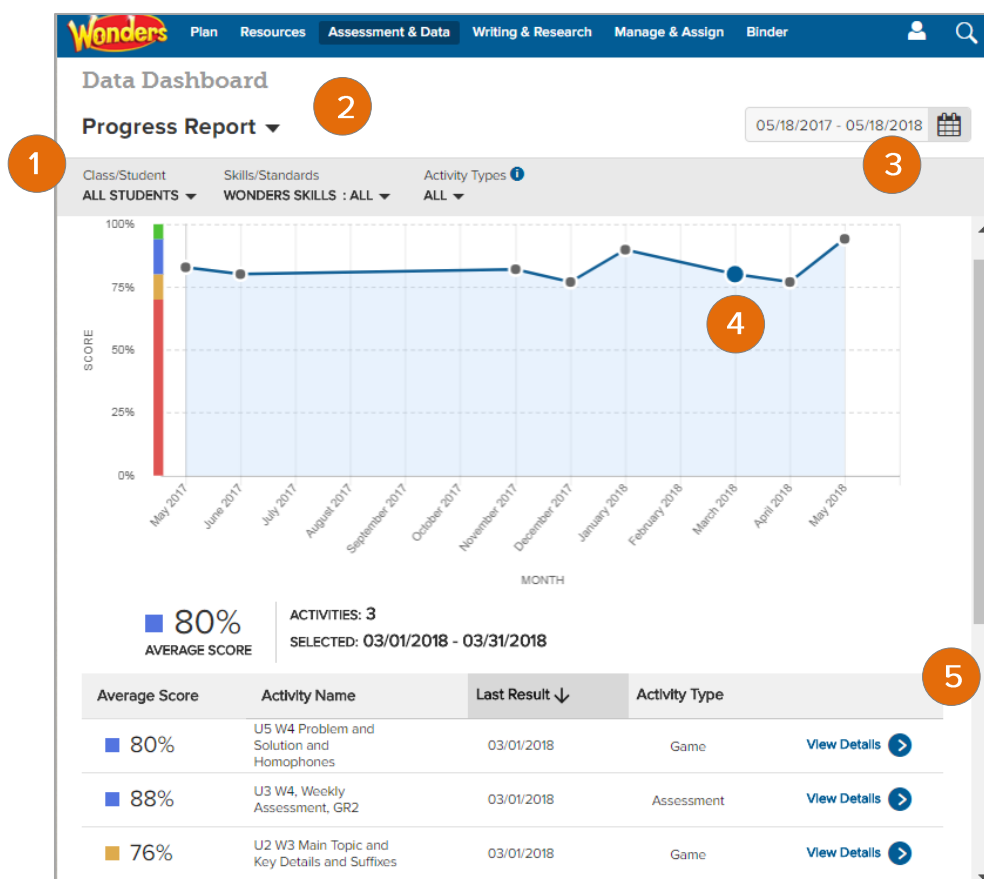 Wonders Plan Resources Assessment & Data Writing & Research Manage & Assign Binder
Data Dashboard
2
Progress Report
05/18/2017 - 05/18/2018
1
3
Class/Student Skills/Standards Activity Types i
ALL STUDENTS WONDERS SKILLS : ALL ALL
100%
75%
4
SCORE
50%
25%
0%
May 2017 June 2017 July 2017 August 2017 September 2017 October 2017 November 2017 December 2017 January 2018 February 2018 March 2018 April 2018 May 2018
MONTH
80%
AVERAGE SCORE
ACTIVITIES: 3
SELECTED: 03/01/2018 - 03/31/2018
5
Average Score Activity Name Last Result ↓ Activity Type
80%
U5 W4 Problem and
Solution and
Homophones
03/01/2018 Game View Details
88%
U3 W4, Weekly
Assessment, GR2
03/01/2018 Assessment View Details
76%
U2 W3 Main Topic and
Key Details and Suffixes
03/01/2018 Game View Details